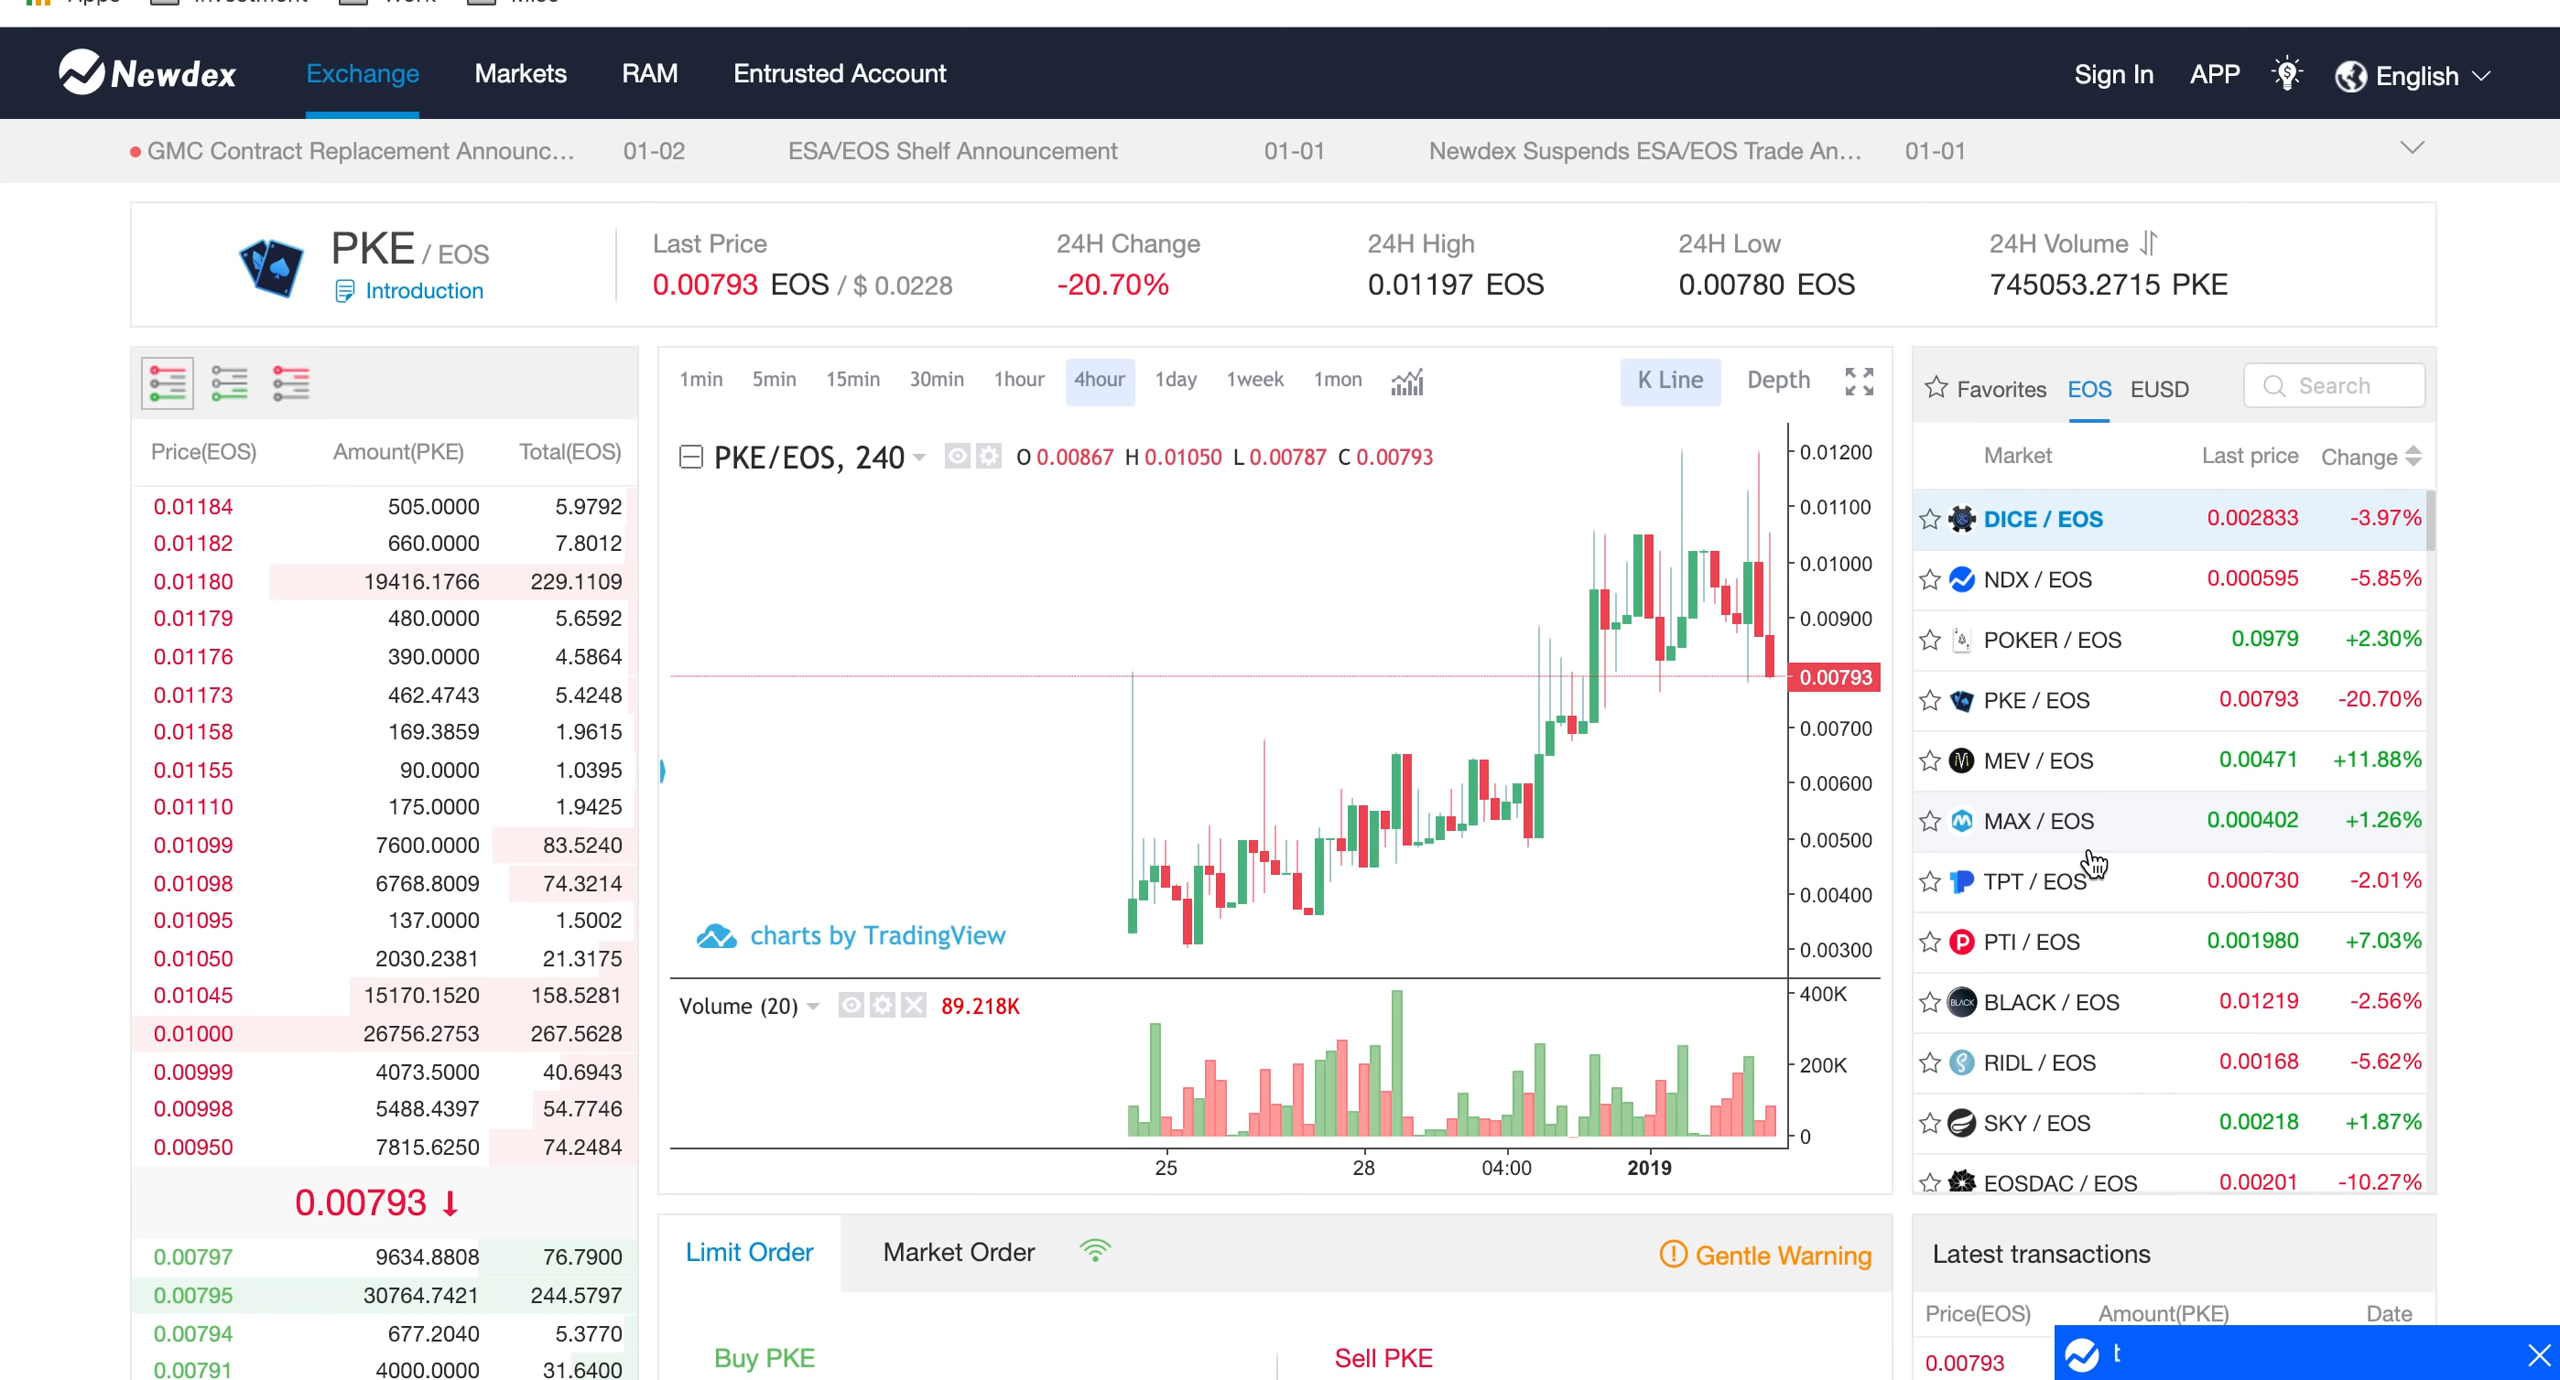 Newdex Exchange Markets RAM Entrusted Account Sign In APP English
GMC Contract Replacement Announc... 01-02 ESA/EOS Shelf Announcement 01-01 Newdex Suspends ESA/EOS Trade An... 01-01
PKE / EOS
Introduction
Last Price
0.00793 EOS / $ 0.0228
24H Change
-20.70%
24H High
0.01197 EOS
24H Low
0.00780 EOS
24H Volume
745053.2715 PKE
Price(EOS) Amount(PKE) Total(EOS)
0.01184 505.0000 5.9792
0.01182 660.0000 7.8012
0.01180 19416.1766 229.1109
0.01179 480.0000 5.6592
0.01176 390.0000 4.5864
0.01173 462.4743 5.4248
0.01158 169.3859 1.9615
0.01155 90.0000 1.0395
0.01110 175.0000 1.9425
0.01099 7600.0000 83.5240
0.01098 6768.8009 74.3214
0.01095 137.0000 1.5002
0.01050 2030.2381 21.3175
0.01045 15170.1520 158.5281
0.01000 26756.2753 267.5628
0.00999 4073.5000 40.6943
0.00998 5488.4397 54.7746
0.00950 7815.6250 74.2484
0.00793 ↓
0.00797 9634.8808 76.7900
0.00795 30764.7421 244.5797
0.00794 677.2040 5.3770
0.00791 4000.0000 31.6400
1min 5min 15min 30min 1hour 4hour 1day 1week 1mon K Line Depth
PKE/EOS, 240 O 0.00867 H 0.01050 L 0.00787 C 0.00793
0.01200
0.01100
0.01000
0.00900
0.00793
0.00700
0.00600
0.00500
0.00400
0.00300
charts by TradingView
Volume (20) 89.218K
400K
200K
0
25 28 04:00 2019
Limit Order Market Order Gentle Warning
Buy PKE Sell PKE
Favorites EOS EUSD Search
Market Last price Change
DICE / EOS 0.002833 -3.97%
NDX / EOS 0.000595 -5.85%
POKER / EOS 0.0979 +2.30%
PKE / EOS 0.00793 -20.70%
MEV / EOS 0.00471 +11.88%
MAX / EOS 0.000402 +1.26%
TPT / EOS 0.000730 -2.01%
PTI / EOS 0.001980 +7.03%
BLACK / EOS 0.01219 -2.56%
RIDL / EOS 0.00168 -5.62%
SKY / EOS 0.00218 +1.87%
EOSDAC / EOS 0.00201 -10.27%
Latest transactions
Price(EOS) Amount(PKE) Date
0.00793
t